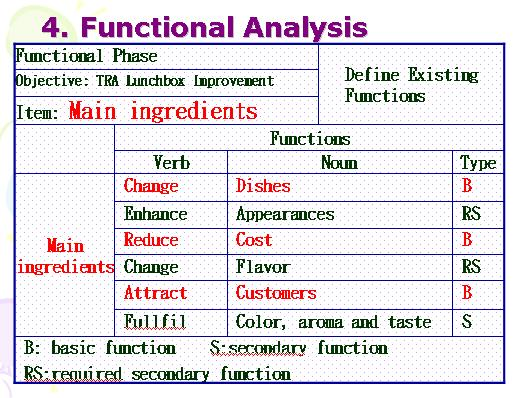 4. Functional Analysis
Functional Phase
Objective: TRA Lunchbox Improvement
Define Existing
Functions
Item: Main ingredients
Functions
Verb Noun Type
Main
ingredients
Change Dishes B
Enhance Appearances RS
Reduce Cost B
Change Flavor RS
Attract Customers B
Fullfil Color, aroma and taste S
B: basic function S:secondary function
RS:required secondary function